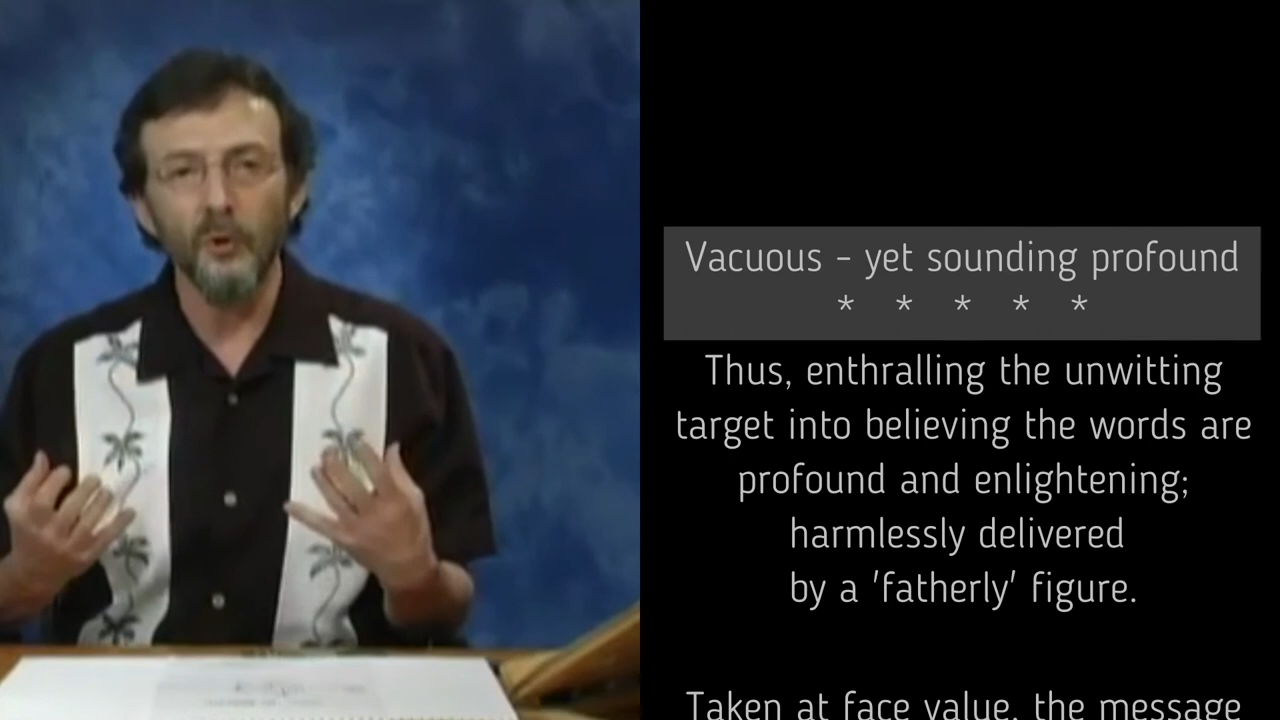 Vacuous – yet sounding profound
* * * * *
Thus, enthralling the unwitting
target into believing the words are
profound and enlightening;
harmlessly delivered
by a 'fatherly' figure.
Taken at face value, the message